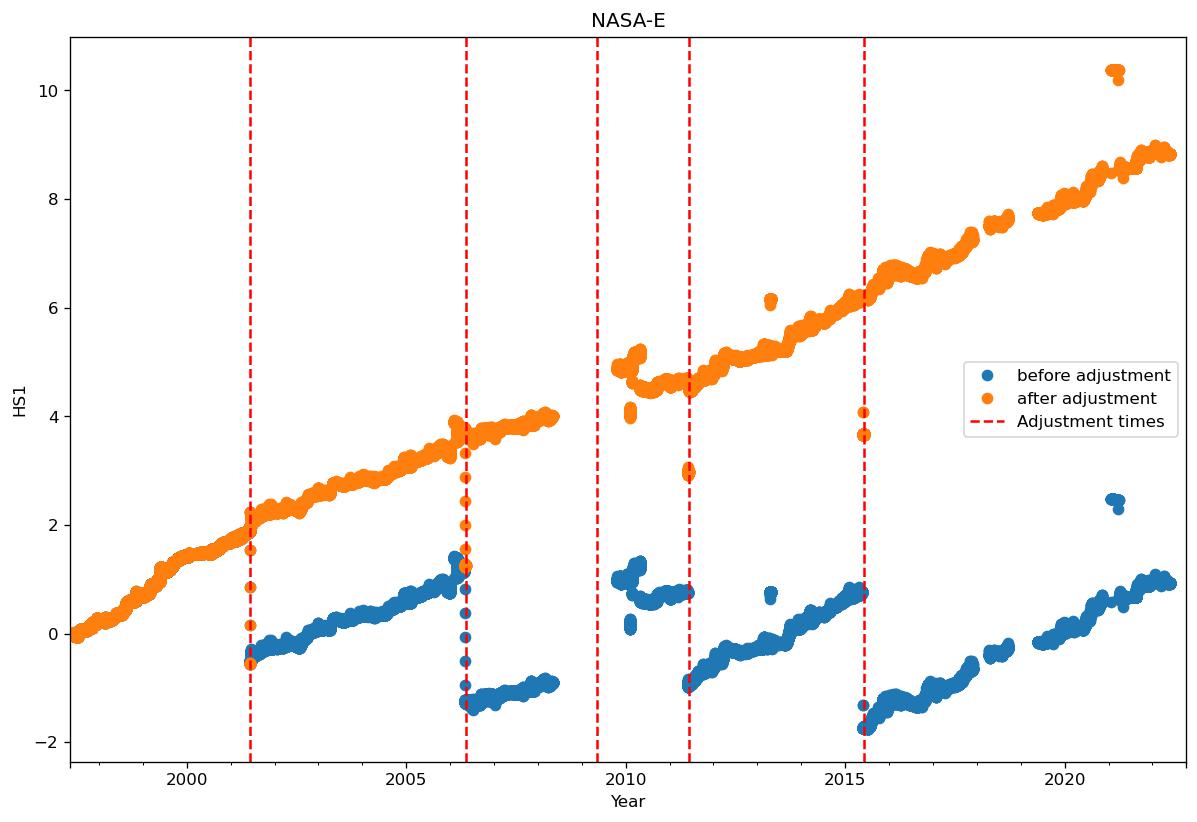 NASA-E
HS1
10
8
6
4
2
0
−2
before adjustment
after adjustment
Adjustment times
2000
2005
2010
2015
2020
Year